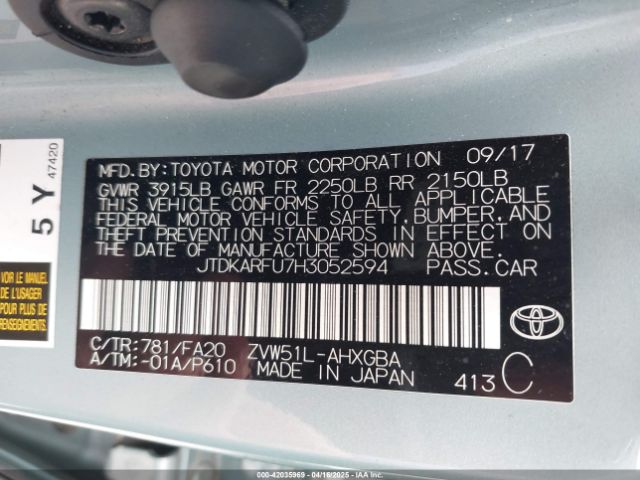 5 Y 47420
Voir le manuel
DE L'USAGER
pour plus de
renseignements.
MFD.BY:TOYOTA MOTOR CORPORATION 09/17
GVWR 3915LB GAWR FR 2250LB RR 2150LB
THIS VEHICLE CONFORMS TO ALL APPLICABLE
FEDERAL MOTOR VEHICLE SAFETY,BUMPER,AND
THEFT PREVENTION STANDARDS IN EFFECT ON
THE DATE OF MANUFACTURE SHOWN ABOVE.
JTDKARFU7H3052594 PASS.CAR
C/TR:781/FA20 ZVW51L-AHXGBA
A/TM:-01A/P610 MADE IN JAPAN
413 C
000-42035969 (IAA) 04/16/2025 (IAA)